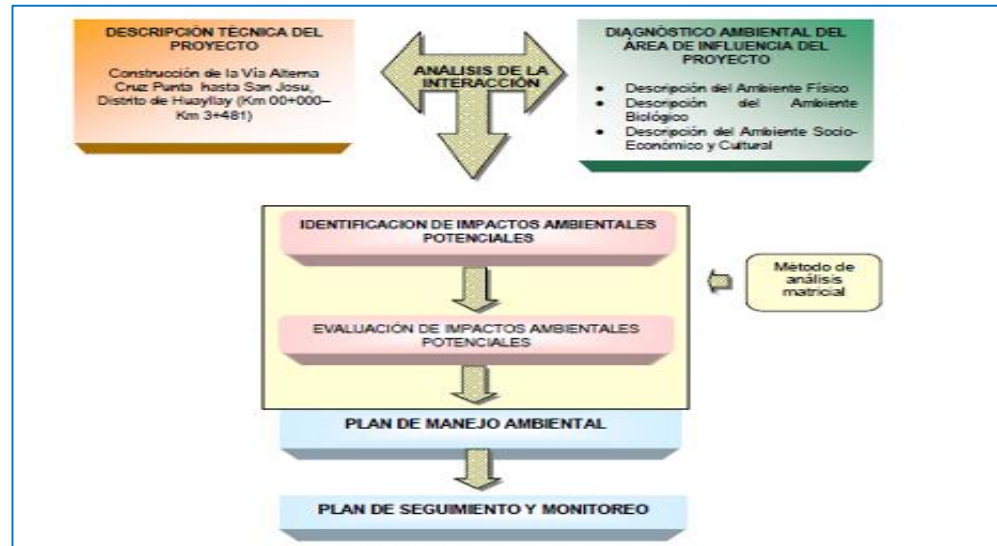 DESCRIPCIÓN TÉCNICA DEL
PROYECTO
Construcción de la Vía Alterna
Cruz Punta hasta San Josu,
Distrito de Huayllay (Km 00+000–
Km 3+481)
ANÁLISIS DE LA
INTERACCIÓN
DIAGNÓSTICO AMBIENTAL DEL
ÁREA DE INFLUENCIA DEL
PROYECTO
• Descripción del Ambiente Físico
• Descripción del Ambiente
Biológico
• Descripción del Ambiente Socio-
Económico y Cultural
IDENTIFICACION DE IMPACTOS AMBIENTALES
POTENCIALES
Método de
análisis
matricial
EVALUACIÓN DE IMPACTOS AMBIENTALES
POTENCIALES
PLAN DE MANEJO AMBIENTAL
PLAN DE SEGUIMIENTO Y MONITOREO